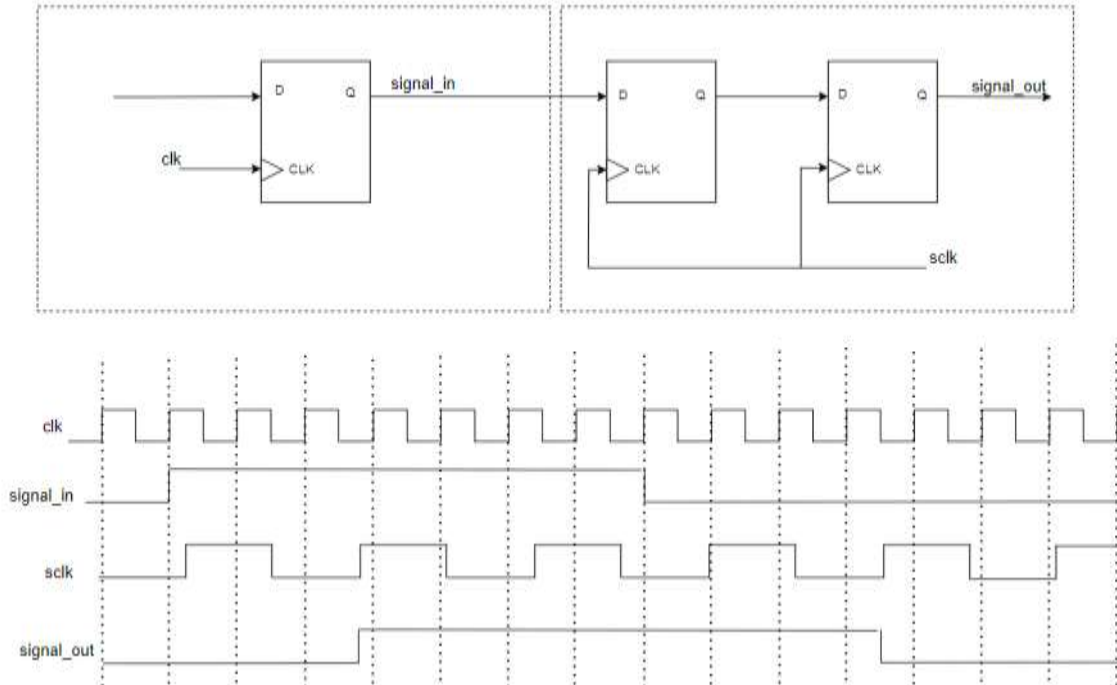 D Q
signal_in
clk
CLK
D Q
CLK
D Q
CLK
signal_out
sclk
clk
signal_in
sclk
signal_out